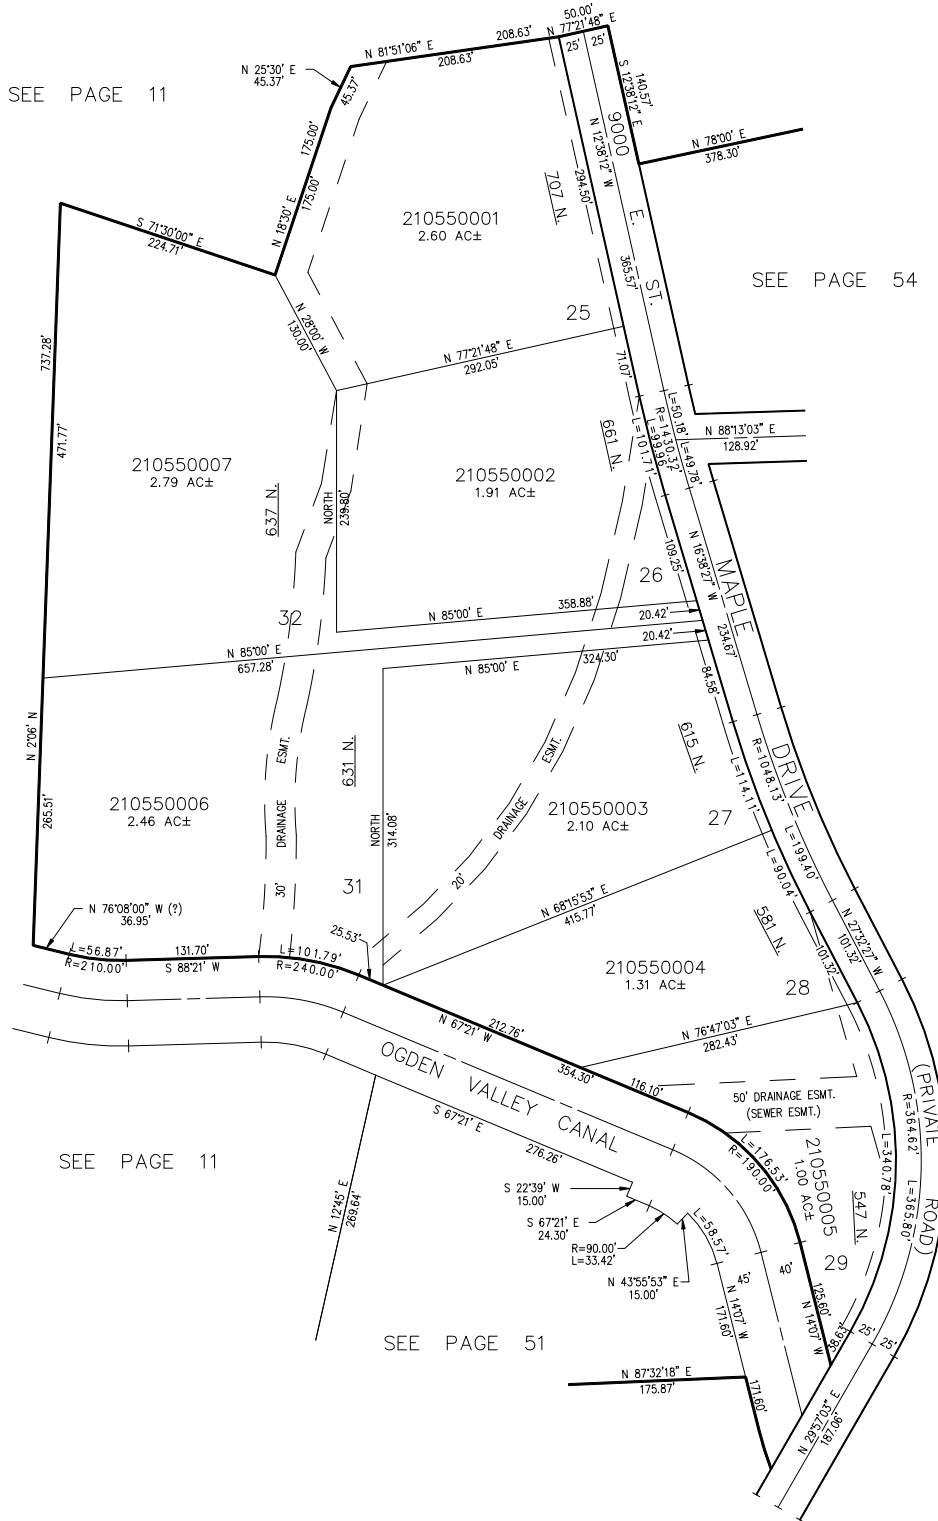 50.00'
N 77°21'48" E
25' 25'
208.63'
N 81°51'06" E
208.63'
N 25°30' E
45.37'
45.37'
SEE PAGE 11
S 12°38'12" E
140.57'
175.00'
175.00'
N 18°30' E
9000 E. ST.
N 12°38'12" W
365.57'
294.50'
N 78°00' E
378.30'
707 N.
210550001
2.60 AC±
S 71°30'00" E
224.71'
SEE PAGE 54
25
N 28°00' W
130.00'
N 77°21'48" E
292.05'
71.07'
737.28'
471.77'
L=50.18'
R=1430.32'
L=99.96'
L=101.71'
L=49.78'
N 88°13'03" E
128.92'
661 N.
210550007
2.79 AC±
210550002
1.91 AC±
637 N.
NORTH
239.80'
109.25'
N 16°38'27" W
234.67'
MAPLE DRIVE
26
32
N 85°00' E
358.88'
20.42'
20.42'
N 85°00' E
657.28'
N 85°00' E
324.30'
84.58'
N 2°06' N
265.51'
615 N.
631 N.
DRAINAGE ESMT.
30'
DRAINAGE ESMT.
20'
R=1048.13'
L=199.40'
L=114.11'
L=90.04'
210550006
2.46 AC±
210550003
2.10 AC±
27
NORTH
314.08'
31
N 68°15'53" E
415.77'
N 76°08'00" W (?)
36.95'
L=56.87'
R=210.00'
131.70'
S 88°21' W
L=101.79'
R=240.00'
25.53'
581 N.
101.32'
N 27°32'27" W
101.32'
210550004
1.31 AC±
28
212.76'
N 67°21' W
354.30'
N 76°47'03" E
282.43'
116.10'
OGDEN VALLEY CANAL
50' DRAINAGE ESMT.
(SEWER ESMT.)
(PRIVATE ROAD)
R=364.62'
L=365.80'
L=340.78'
L=176.53'
R=190.00'
210550005
1.00 AC±
547 N.
29
S 67°21' E
276.26'
SEE PAGE 11
N 12°45' E
269.64'
S 22°39' W
15.00'
S 67°21' E
24.30'
R=90.00'
L=33.42'
N 43°55'53" E
15.00'
L=58.57'
45' 40'
N 14°07' W
171.60'
125.60'
N 14°07' W
38.63'
25' 25'
SEE PAGE 51
N 87°32'18" E
175.87'
171.60'
N 29°57'03" E
187.06'